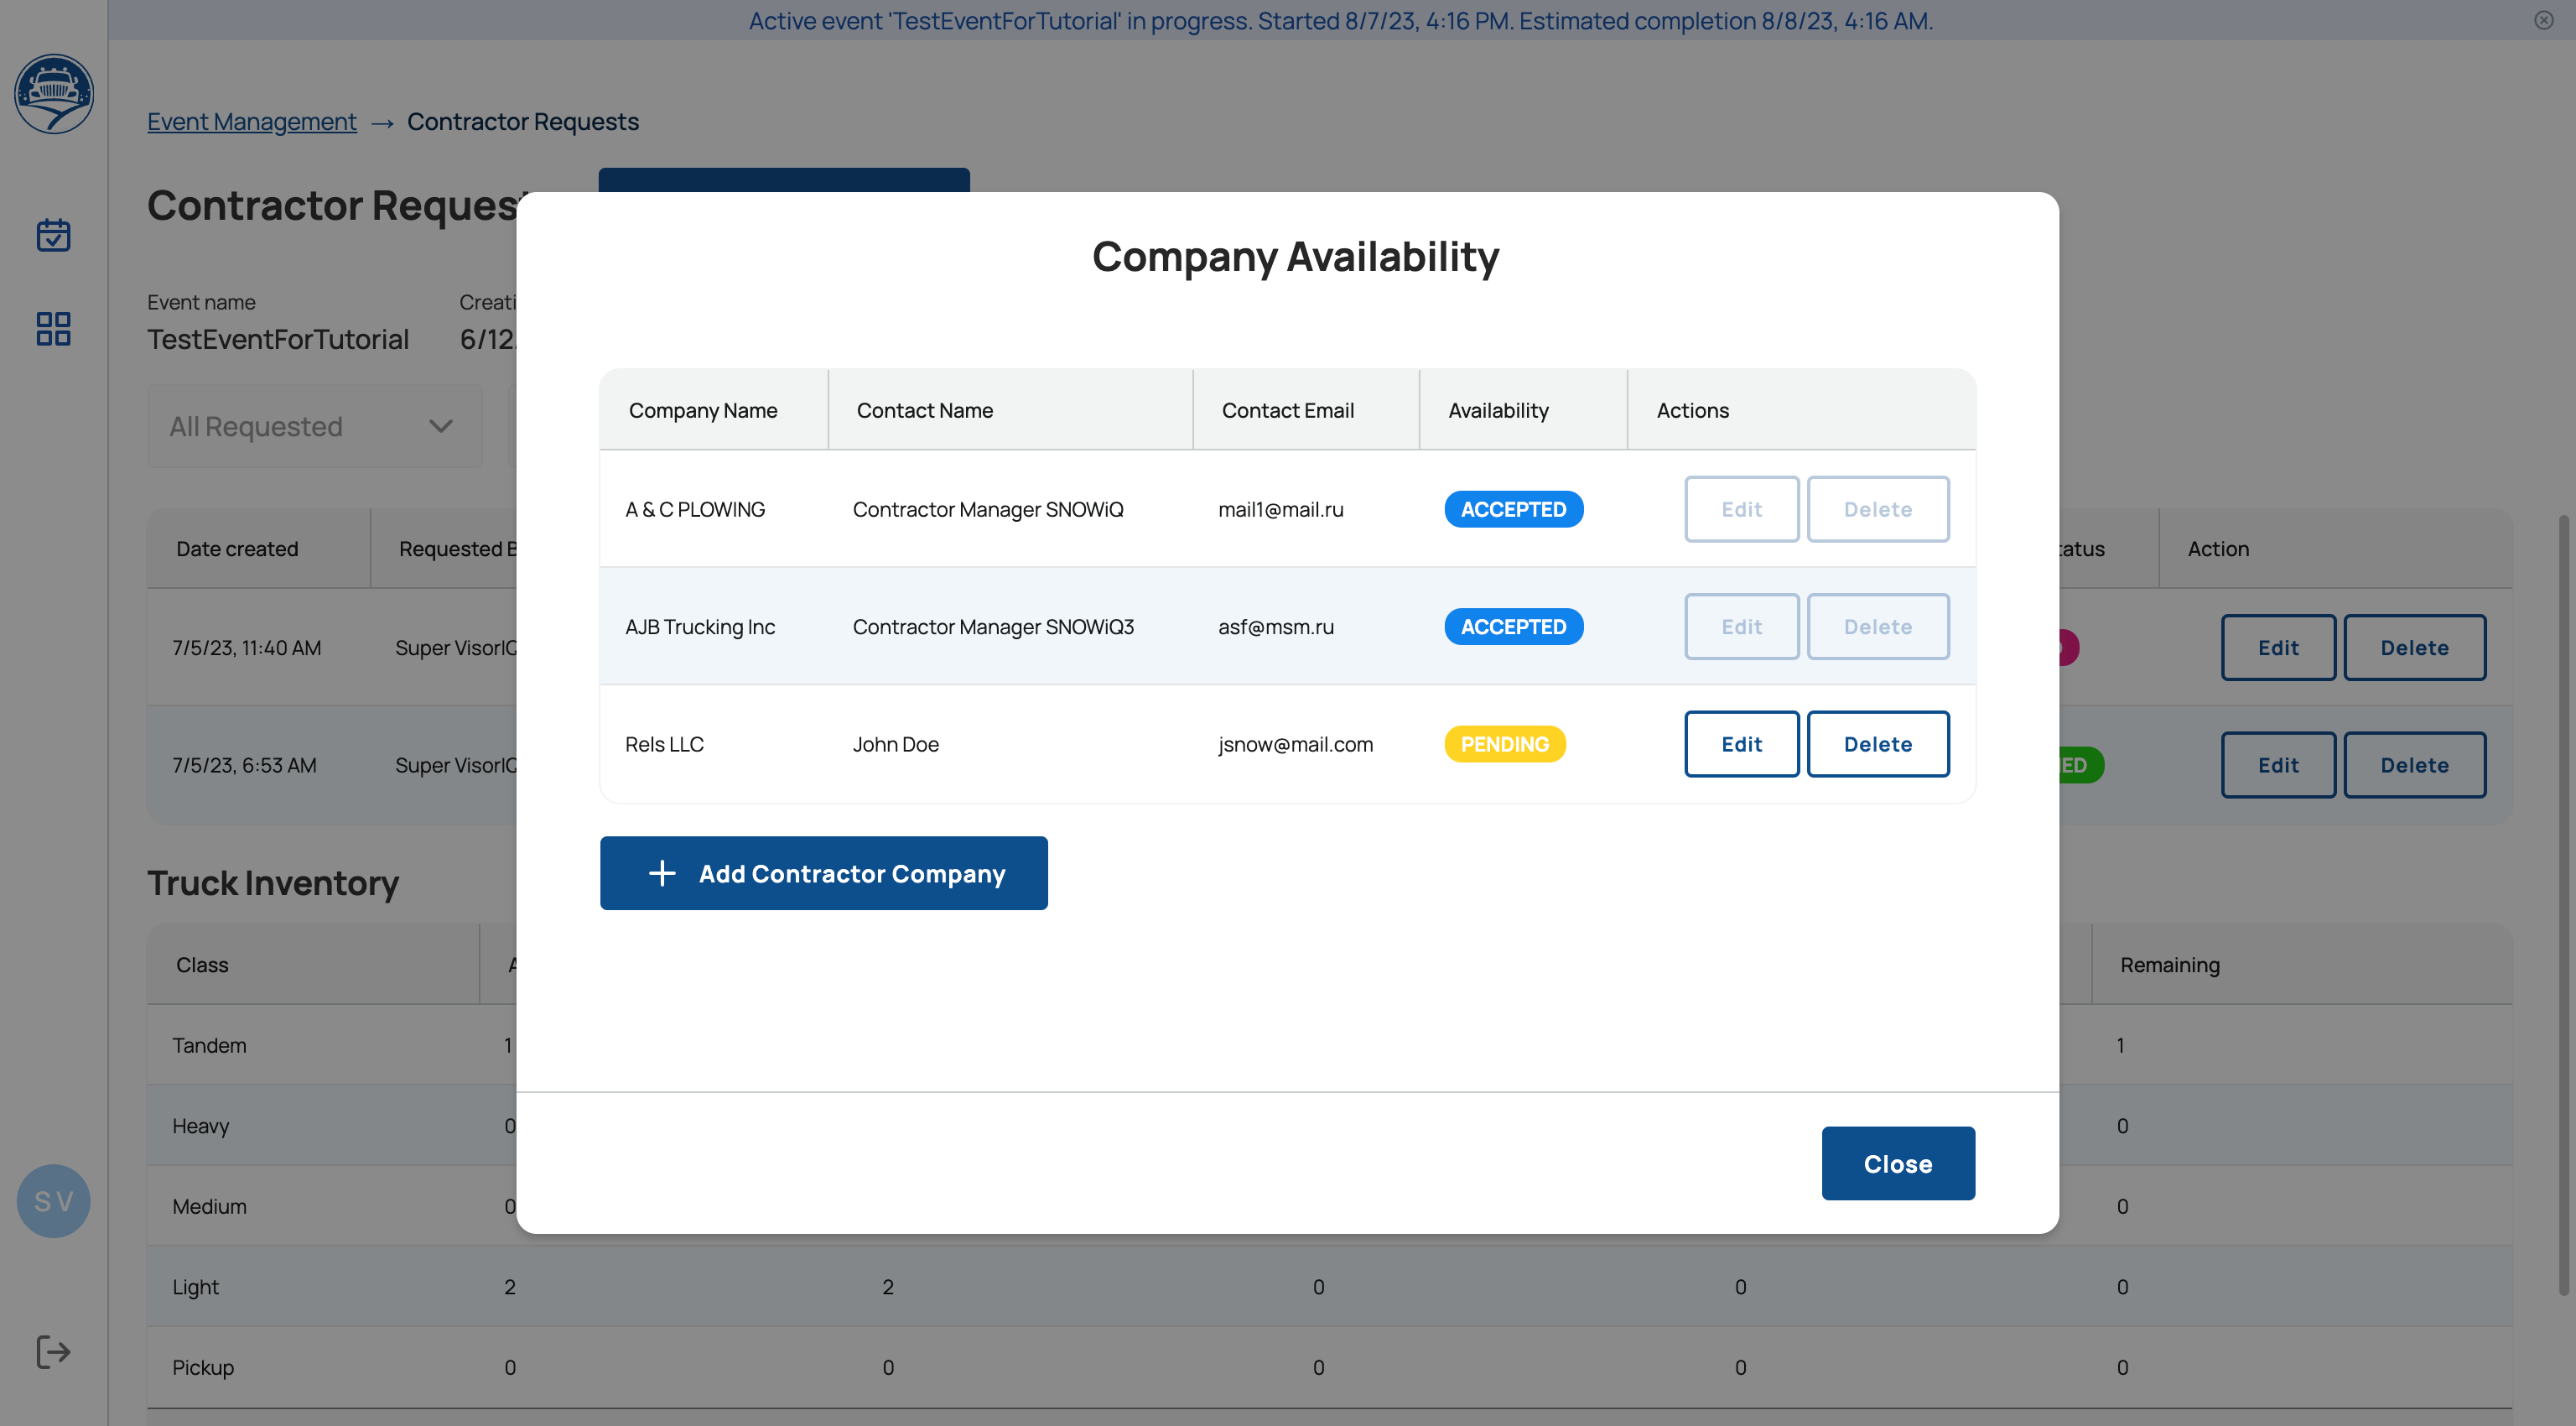 Active event 'TestEventForTutorial' in progress. Started 8/7/23, 4:16 PM. Estimated completion 8/8/23, 4:16 AM.
Event Management → Contractor Requests
Contractor Request
Event name
TestEventForTutorial
Creati
6/12
All Requested
Date created Requested B tatus Action
7/5/23, 11:40 AM Super VisorIQ Edit Delete
7/5/23, 6:53 AM Super VisorIQ ED Edit Delete
Company Availability
Company Name Contact Name Contact Email Availability Actions
A & C PLOWING Contractor Manager SNOWiQ mail1@mail.ru ACCEPTED Edit Delete
AJB Trucking Inc Contractor Manager SNOWiQ3 asf@msm.ru ACCEPTED Edit Delete
Rels LLC John Doe jsnow@mail.com PENDING Edit Delete
+ Add Contractor Company
Close
Truck Inventory
Class A Remaining
Tandem 1 1
Heavy 0 0
Medium 0 0
Light 2 2 0 0 0
Pickup 0 0 0 0 0
S V